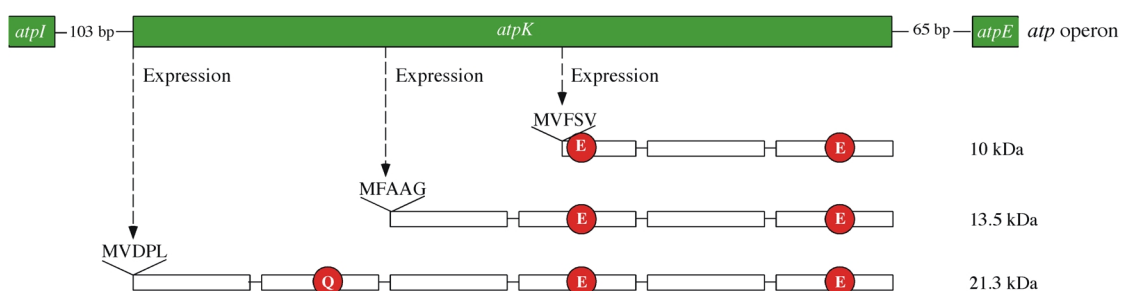 atpI 103 bp atpK 65 bp atpE atp operon
Expression Expression Expression
MVFSV
E E 10 kDa
MFAAG
E E 13.5 kDa
MVDPL
Q E E 21.3 kDa